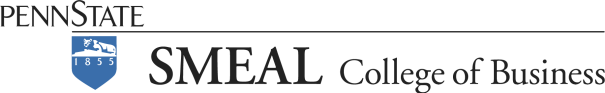 PENNSTATE
1855
SMEAL College of Business